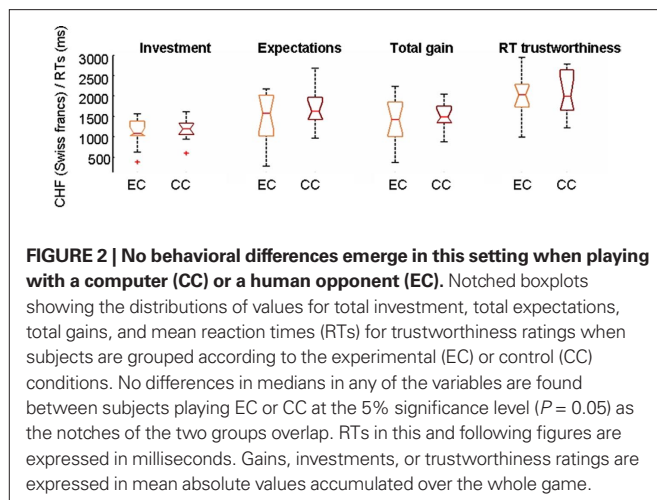 Investment Expectations Total gain RT trustworthiness
CHF (Swiss francs) / RTs (ms)
3000
2500
2000
1500
1000
500
EC CC EC CC EC CC EC CC
FIGURE 2 | No behavioral differences emerge in this setting when playing
with a computer (CC) or a human opponent (EC). Notched boxplots
showing the distributions of values for total investment, total expectations,
total gains, and mean reaction times (RTs) for trustworthiness ratings when
subjects are grouped according to the experimental (EC) or control (CC)
conditions. No differences in medians in any of the variables are found
between subjects playing EC or CC at the 5% significance level (P = 0.05) as
the notches of the two groups overlap. RTs in this and following figures are
expressed in milliseconds. Gains, investments, or trustworthiness ratings are
expressed in mean absolute values accumulated over the whole game.